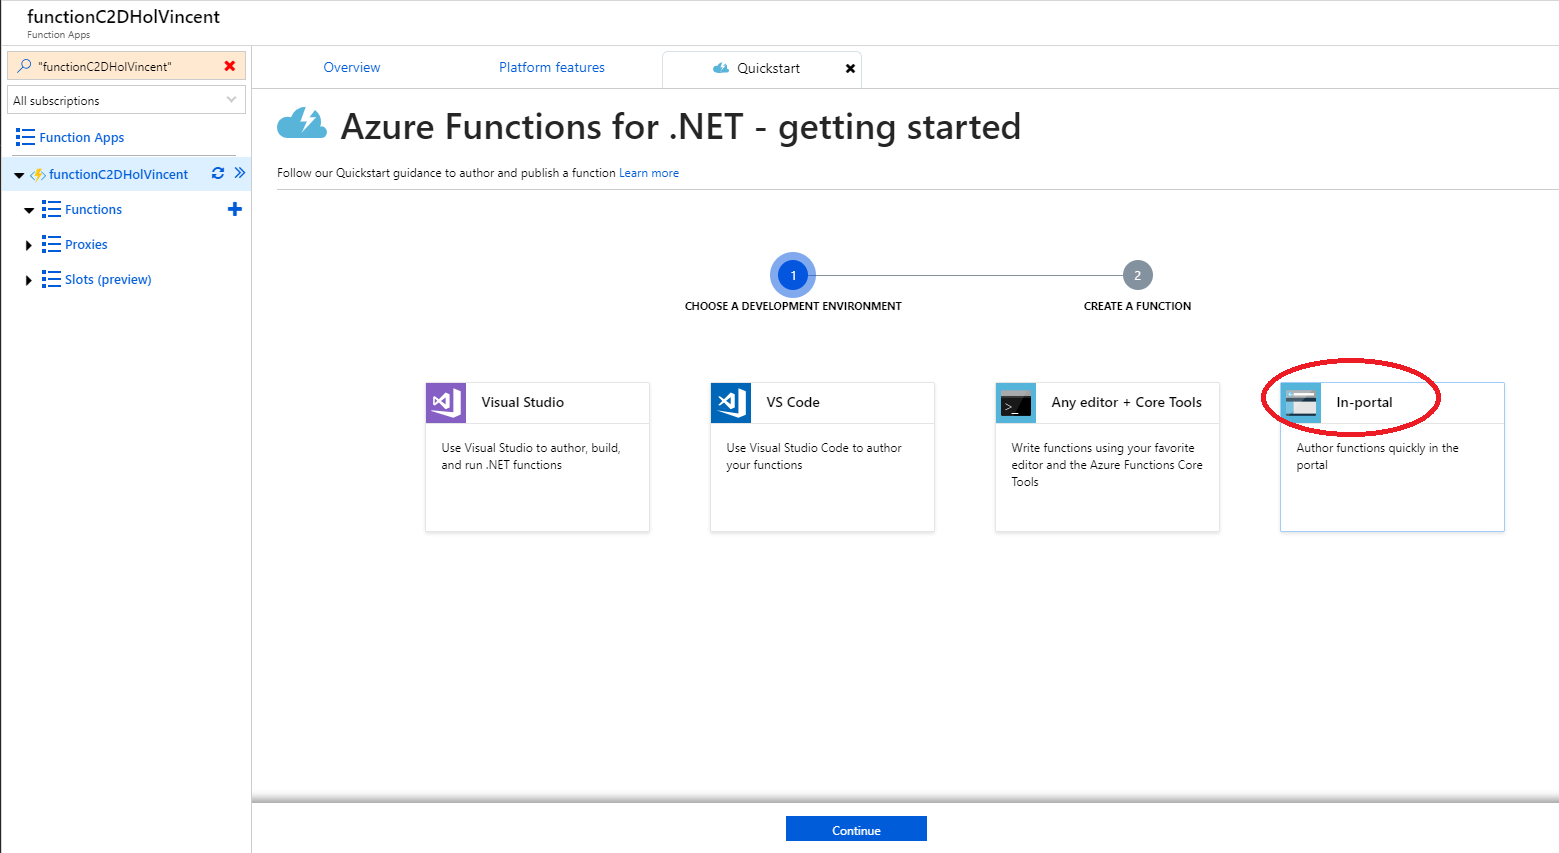 functionC2DHolVincent
Function Apps
"functionC2DHolVincent"
All subscriptions
Function Apps
functionC2DHolVincent
Functions
Proxies
Slots (preview)
Overview
Platform features
Quickstart
Azure Functions for .NET - getting started
Follow our Quickstart guidance to author and publish a function Learn more
1
2
CHOOSE A DEVELOPMENT ENVIRONMENT
CREATE A FUNCTION
Visual Studio
Use Visual Studio to author, build,
and run .NET functions
VS Code
Use Visual Studio Code to author
your functions
Any editor + Core Tools
Write functions using your favorite
editor and the Azure Functions Core
Tools
In-portal
Author functions quickly in the
portal
Continue